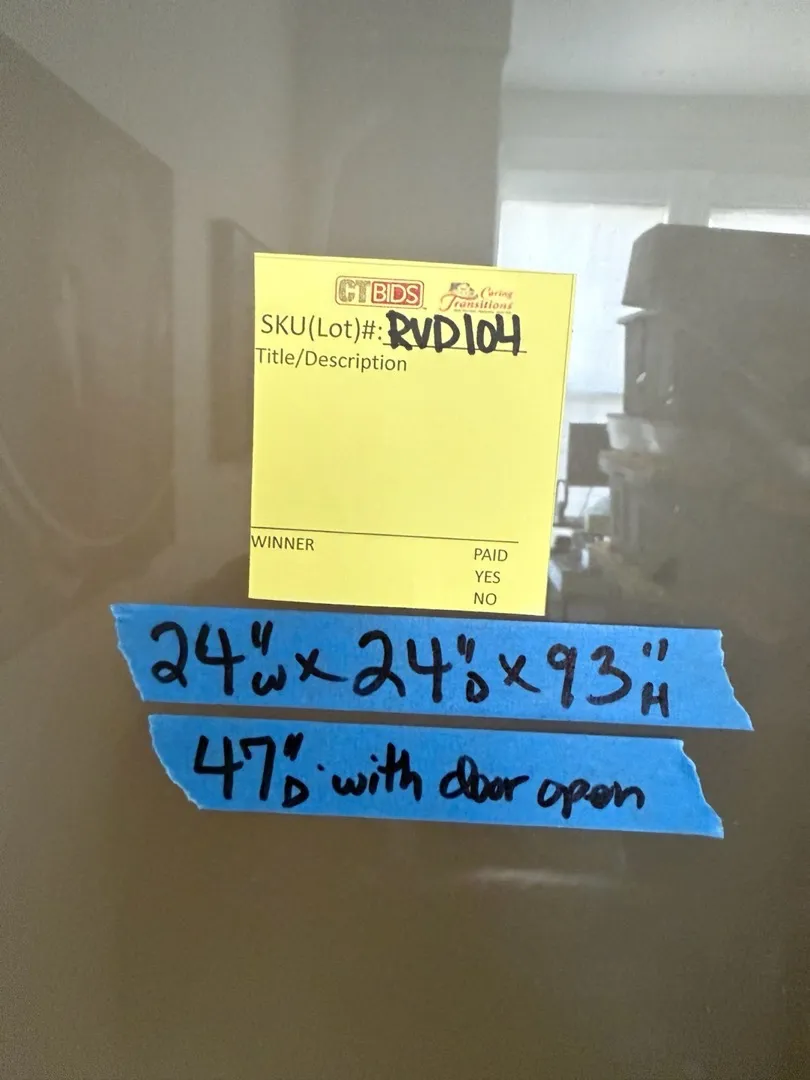 CTBIDS Caring Transitions
SKU(Lot)#: RVD104
Title/Description
WINNER PAID
YES
NO
24"W x 24"D x 93"H
47"D with door open